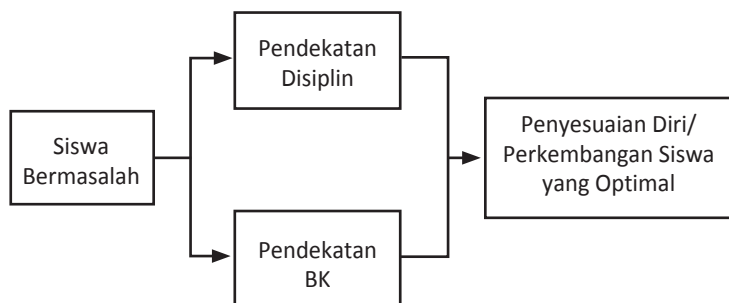 Siswa
Bermasalah
Pendekatan
Disiplin
Pendekatan
BK
Penyesuaian Diri/
Perkembangan Siswa
yang Optimal